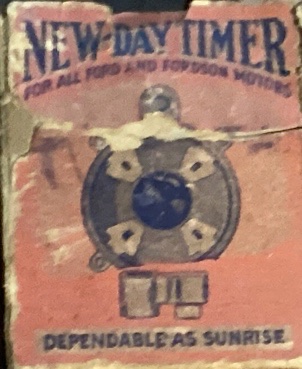 NEW-DAY TIMER
FOR ALL FORD AND FORDSON MOTORS
DEPENDABLE AS SUNRISE